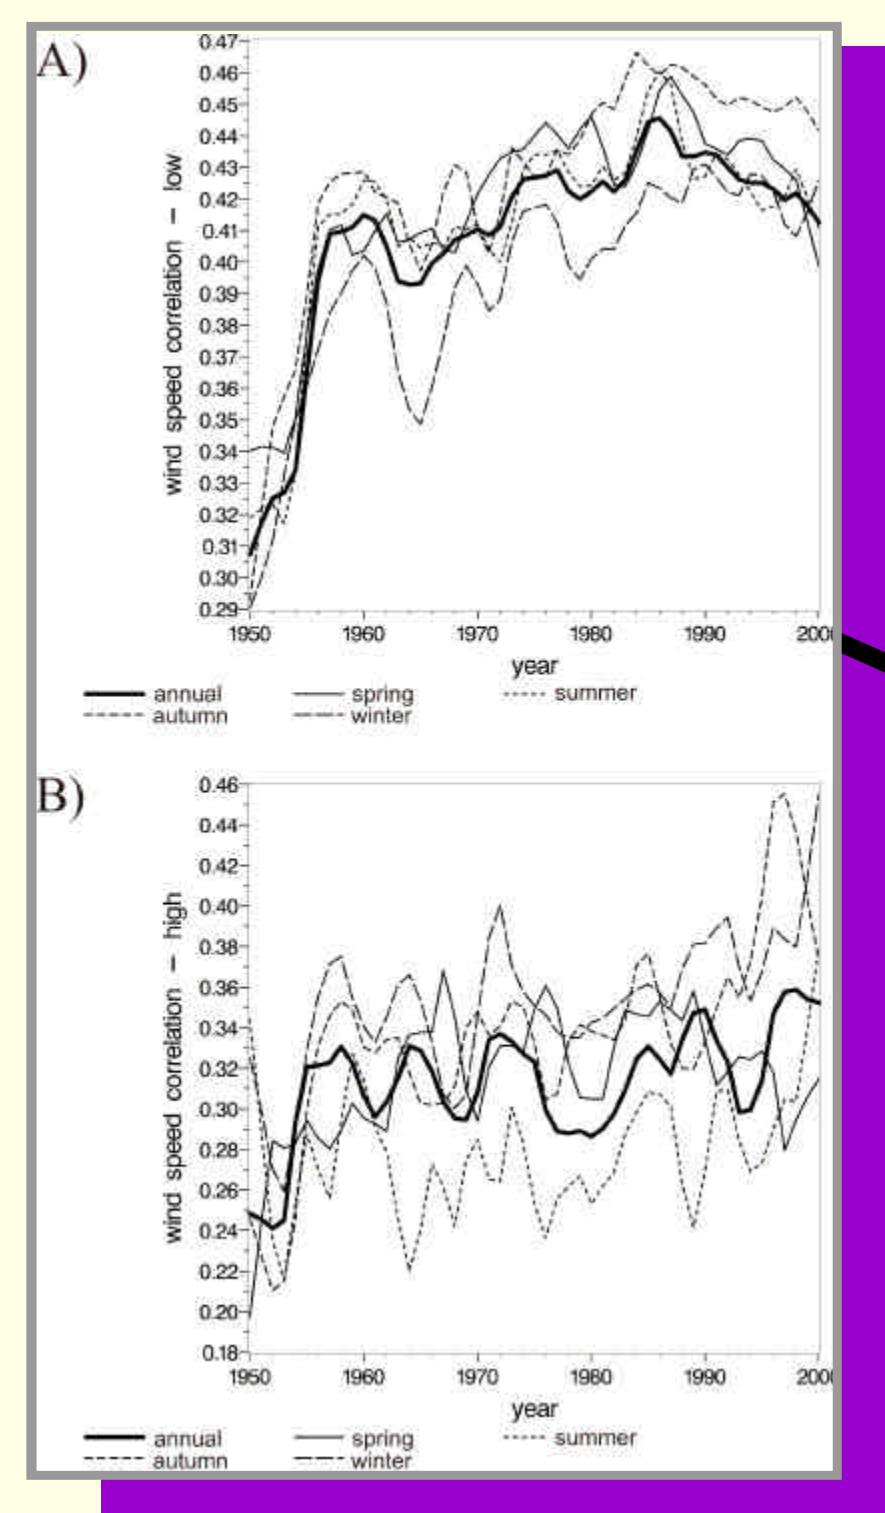 A)
0.47
0.46
0.45
0.44
0.43
0.42
0.41
0.40
0.39
0.38
0.37
0.36
0.35
0.34
0.33
0.32
0.31
0.30
0.29
wind speed correlation – low
1950 1960 1970 1980 1990 2000
year
annual spring summer
autumn winter
B)
0.46
0.44
0.42
0.40
0.38
0.36
0.34
0.32
0.30
0.28
0.26
0.24
0.22
0.20
0.18
wind speed correlation – high
1950 1960 1970 1980 1990 2000
year
annual spring summer
autumn winter